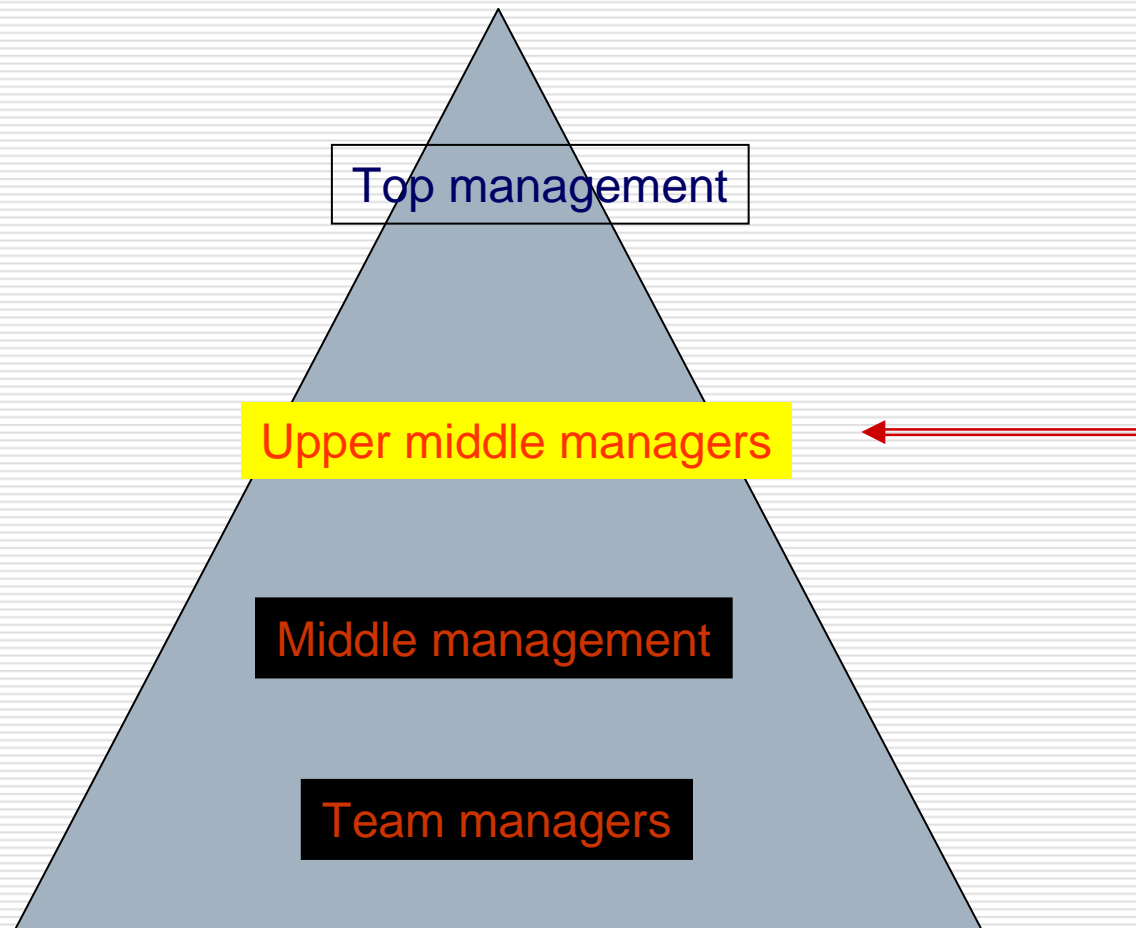 Top management
Upper middle managers
Middle management
Team managers